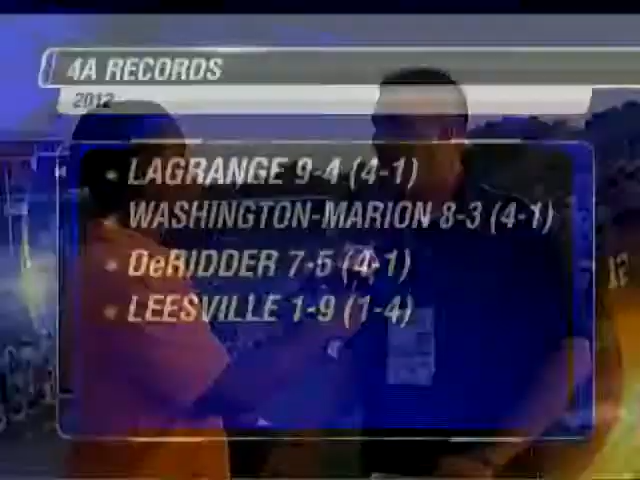 4A RECORDS
2012
• LAGRANGE 9-4 (4-1)
• WASHINGTON-MARION 8-3 (4-1)
• DeRIDDER 7-5 (4-1)
• LEESVILLE 1-9 (1-4)
12